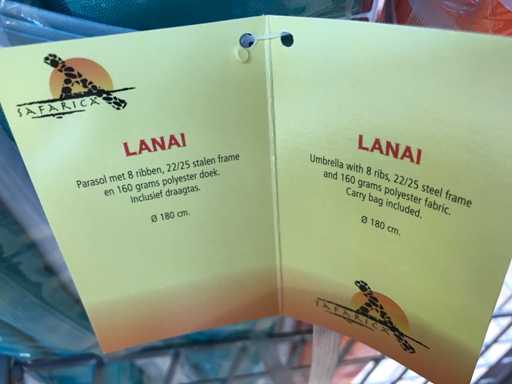 SAFARICA
LANAI
Parasol met 8 ribben, 22/25 stalen frame
en 160 grams polyester doek.
Inclusief draagtas.
Ø 180 cm.
LANAI
Umbrella with 8 ribs, 22/25 steel frame
and 160 grams polyester fabric.
Carry bag included.
Ø 180 cm.
SAFARICA